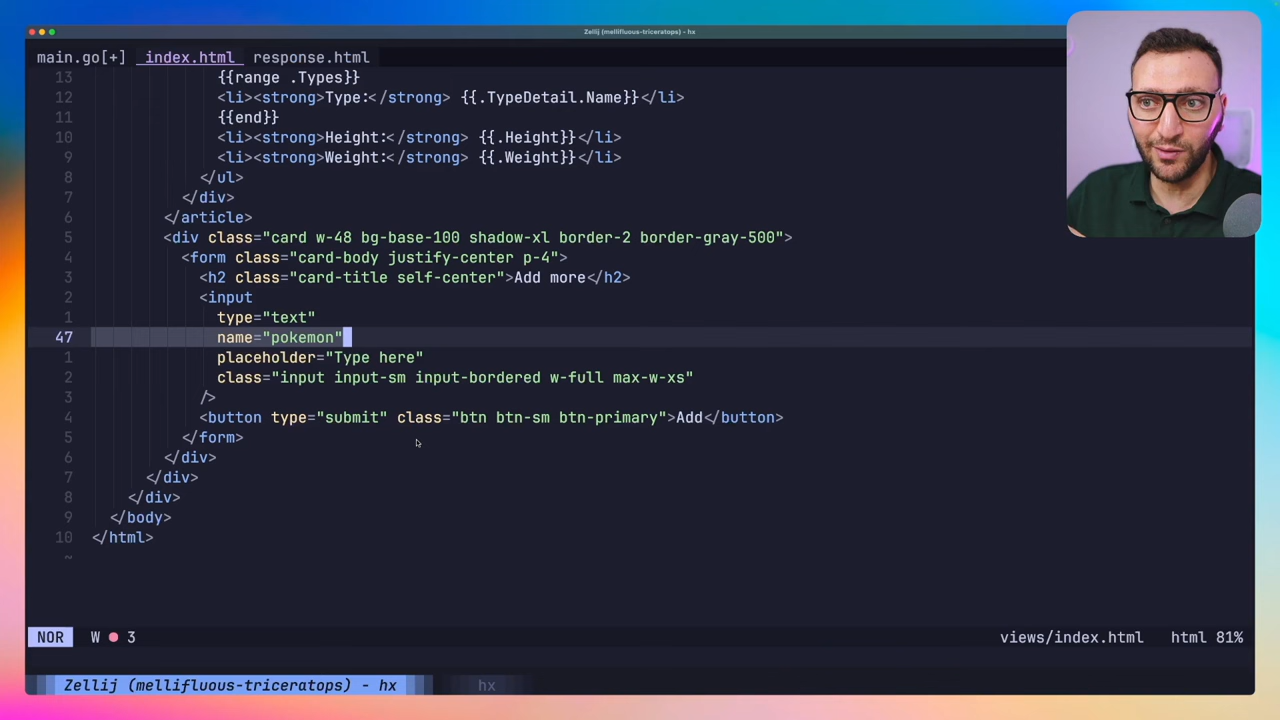 Zellij (mellifluous-triceratops) - hx
main.go[+] index.html response.html
13 {{range .Types}}
12 <li><strong>Type:</strong> {{.TypeDetail.Name}}</li>
11 {{end}}
10 <li><strong>Height:</strong> {{.Height}}</li>
9 <li><strong>Weight:</strong> {{.Weight}}</li>
8 </ul>
7 </div>
6 </article>
5 <div class="card w-48 bg-base-100 shadow-xl border-2 border-gray-500">
4 <form class="card-body justify-center p-4">
3 <h2 class="card-title self-center">Add more</h2>
2 <input
1 type="text"
47 name="pokemon"
1 placeholder="Type here"
2 class="input input-sm input-bordered w-full max-w-xs"
3 />
4 <button type="submit" class="btn btn-sm btn-primary">Add</button>
5 </form>
6 </div>
7 </div>
8 </div>
9 </body>
10 </html>
~
NOR W ● 3 views/index.html html 81%
Zellij (mellifluous-triceratops) - hx hx